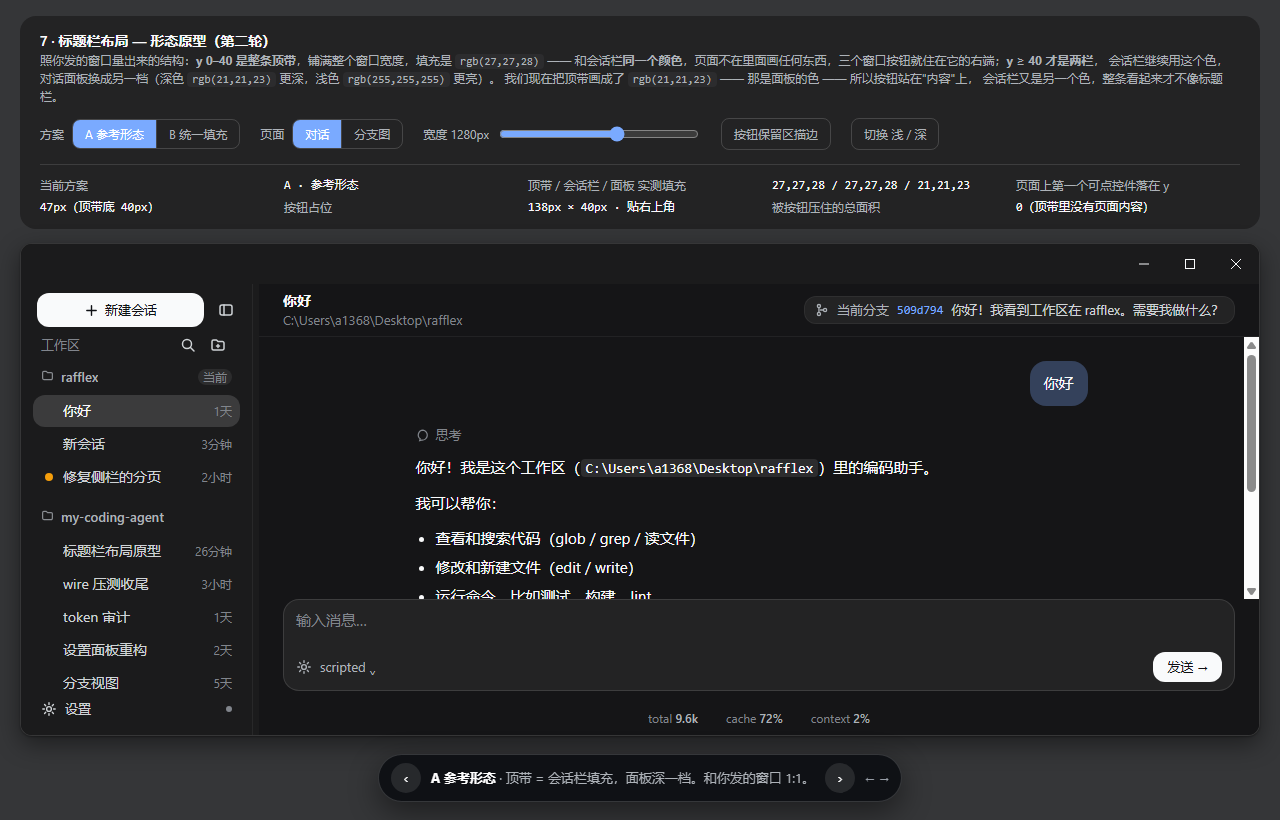 7 · 标题栏布局 — 形态原型（第二轮）
照你发的窗口量出来的结构：y 0–40 是整条顶带，铺满整个窗口宽度，填充是 rgb(27,27,28) —— 和会话栏同一个颜色，页面不在里面画任何东西，三个窗口按钮就住在它的右端；y ≥ 40 才是两栏， 会话栏继续用这个色，
对话面板换成另一档（深色 rgb(21,21,23) 更深，浅色 rgb(255,255,255) 更亮）。 我们现在把顶带画成了 rgb(21,21,23) —— 那是面板的色 —— 所以按钮站在"内容"上， 会话栏又是另一个色，整条看起来才不像标题
栏。
方案 A 参考形态 B 统一填充 页面 对话 分支图 宽度 1280px 按钮保留区描边 切换 浅 / 深
当前方案 A · 参考形态 顶带 / 会话栏 / 面板 实测填充 27,27,28 / 27,27,28 / 21,21,23 页面上第一个可点控件落在 y
47px (顶带底 40px) 按钮占位 138px × 40px · 贴右上角 被按钮压住的总面积 0 (顶带里没有页面内容)
+ 新建会话
工作区
rafflex 当前
你好 1天
新会话 3分钟
修复侧栏的分页 2小时
my-coding-agent
标题栏布局原型 26分钟
wire 压测收尾 3小时
token 审计 1天
设置面板重构 2天
分支视图 5天
设置
你好
C:\Users\a1368\Desktop\rafflex
当前分支 509d794 你好！我看到工作区在 rafflex。需要我做什么？
你好
思考
你好！我是这个工作区（C:\Users\a1368\Desktop\rafflex）里的编码助手。
我可以帮你：
• 查看和搜索代码（glob / grep / 读文件）
• 修改和新建文件（edit / write）
• 运行命令，比如测试、构建、lint
输入消息...
scripted
发送 →
total 9.6k cache 72% context 2%
‹ A 参考形态 · 顶带 = 会话栏填充，面板深一档。和你发的窗口 1:1。 › ←→